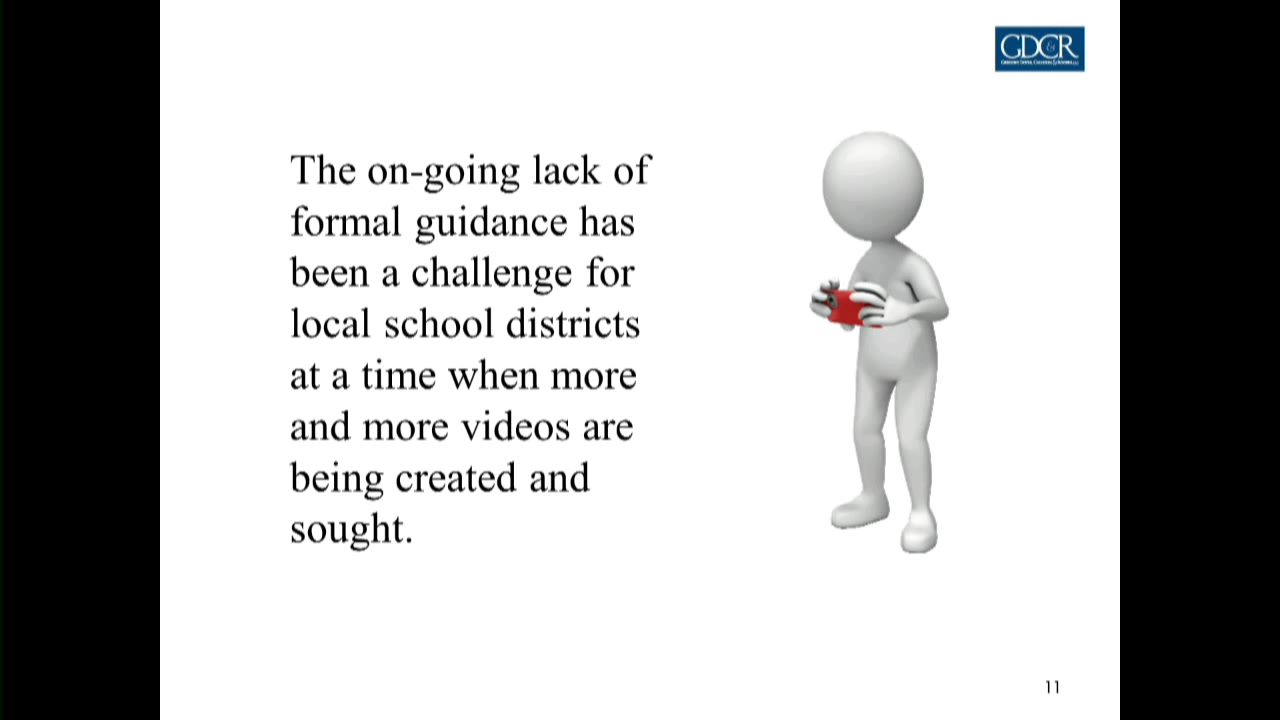 GDC&R
The on-going lack of
formal guidance has
been a challenge for
local school districts
at a time when more
and more videos are
being created and
sought.
11